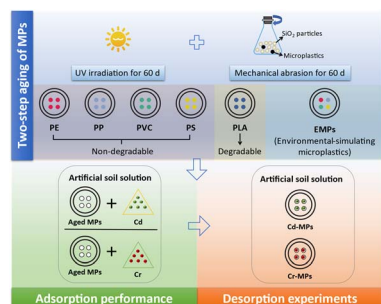 Two-step aging of MPs
SiO₂ particles
Microplastics
UV irradiation for 60 d
Mechanical abrasion for 60 d
PE
PP
PVC
PS
PLA
EMPs
(Environmental-simulating
microplastics)
Non-degradable
Degradable
Artificial soil solution
Aged MPs
+
Cd
Aged MPs
+
Cr
Artificial soil solution
Cd-MPs
Cr-MPs
Adsorption performance
Desorption experiments